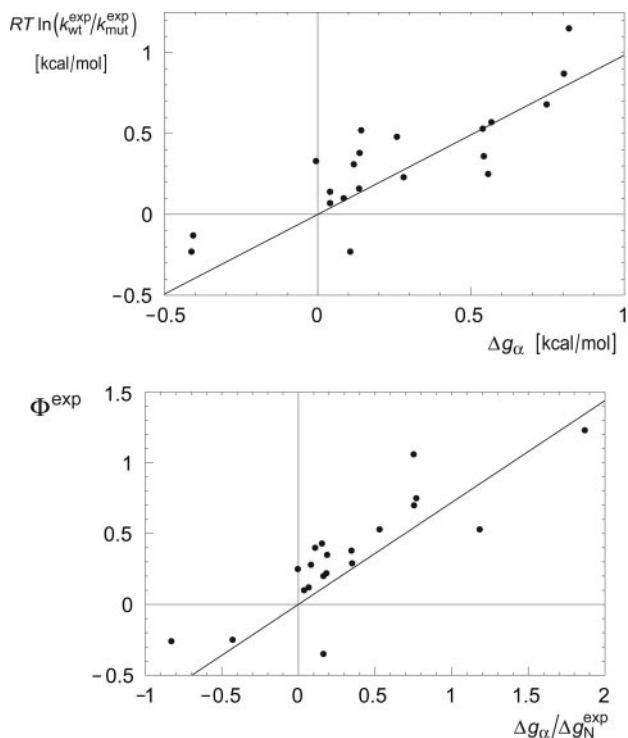 RT ln(k_wt^exp/k_mut^exp)
[kcal/mol]
1
0.5
0
−0.5
−0.5 0 0.5 1
Δg_α [kcal/mol]
Φ^exp
1.5
1
0.5
0
−0.5
−1 −0.5 0 0.5 1 1.5 2
Δg_α/Δg_N^exp